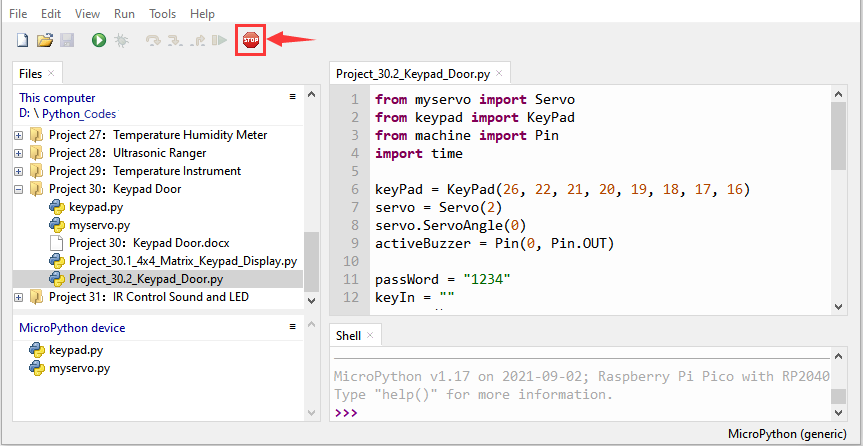 File Edit View Run Tools Help
STOP
Files ×
This computer
D: \ Python_Codes
Project 27：Temperature Humidity Meter
Project 28：Ultrasonic Ranger
Project 29：Temperature Instrument
Project 30：Keypad Door
keypad.py
myservo.py
Project 30：Keypad Door.docx
Project_30.1_4x4_Matrix_Keypad_Display.py
Project_30.2_Keypad_Door.py
Project 31：IR Control Sound and LED
MicroPython device
keypad.py
myservo.py
Project_30.2_Keypad_Door.py ×
1 from myservo import Servo
2 from keypad import KeyPad
3 from machine import Pin
4 import time
5
6 keyPad = KeyPad(26, 22, 21, 20, 19, 18, 17, 16)
7 servo = Servo(2)
8 servo.ServoAngle(0)
9 activeBuzzer = Pin(0, Pin.OUT)
10
11 passWord = "1234"
12 keyIn = ""
Shell ×
MicroPython v1.17 on 2021-09-02; Raspberry Pi Pico with RP2040
Type "help()" for more information.
>>>
MicroPython (generic)